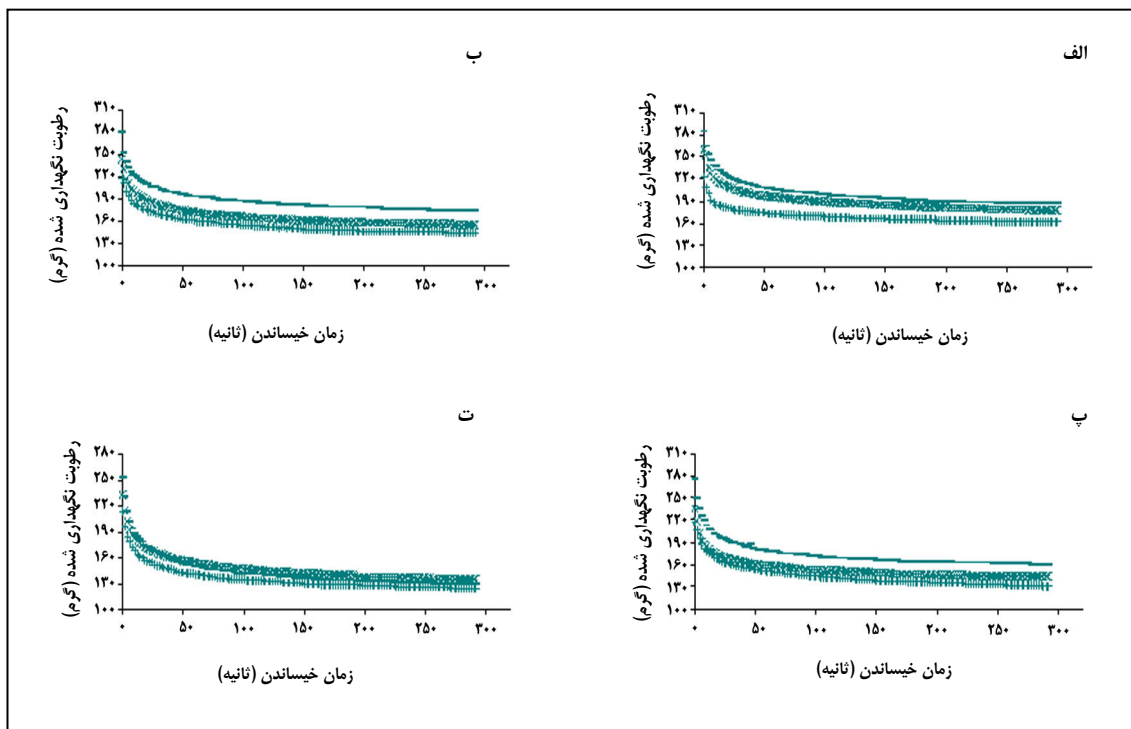 الف
رطوبت نگهداری شده (گرم)
۳۱۰
۲۸۰
۲۵۰
۲۲۰
۱۹۰
۱۶۰
۱۳۰
۱۰۰
۰ ۵۰ ۱۰۰ ۱۵۰ ۲۰۰ ۲۵۰ ۳۰۰
زمان خیساندن (ثانیه)
ب
رطوبت نگهداری شده (گرم)
۳۱۰
۲۸۰
۲۵۰
۲۲۰
۱۹۰
۱۶۰
۱۳۰
۱۰۰
۰ ۵۰ ۱۰۰ ۱۵۰ ۲۰۰ ۲۵۰ ۳۰۰
زمان خیساندن (ثانیه)
پ
رطوبت نگهداری شده (گرم)
۳۱۰
۲۸۰
۲۵۰
۲۲۰
۱۹۰
۱۶۰
۱۳۰
۱۰۰
۰ ۵۰ ۱۰۰ ۱۵۰ ۲۰۰ ۲۵۰ ۳۰۰
زمان خیساندن (ثانیه)
ت
رطوبت نگهداری شده (گرم)
۲۸۰
۲۵۰
۲۲۰
۱۹۰
۱۶۰
۱۳۰
۱۰۰
۰ ۵۰ ۱۰۰ ۱۵۰ ۲۰۰ ۲۵۰ ۳۰۰
زمان خیساندن (ثانیه)